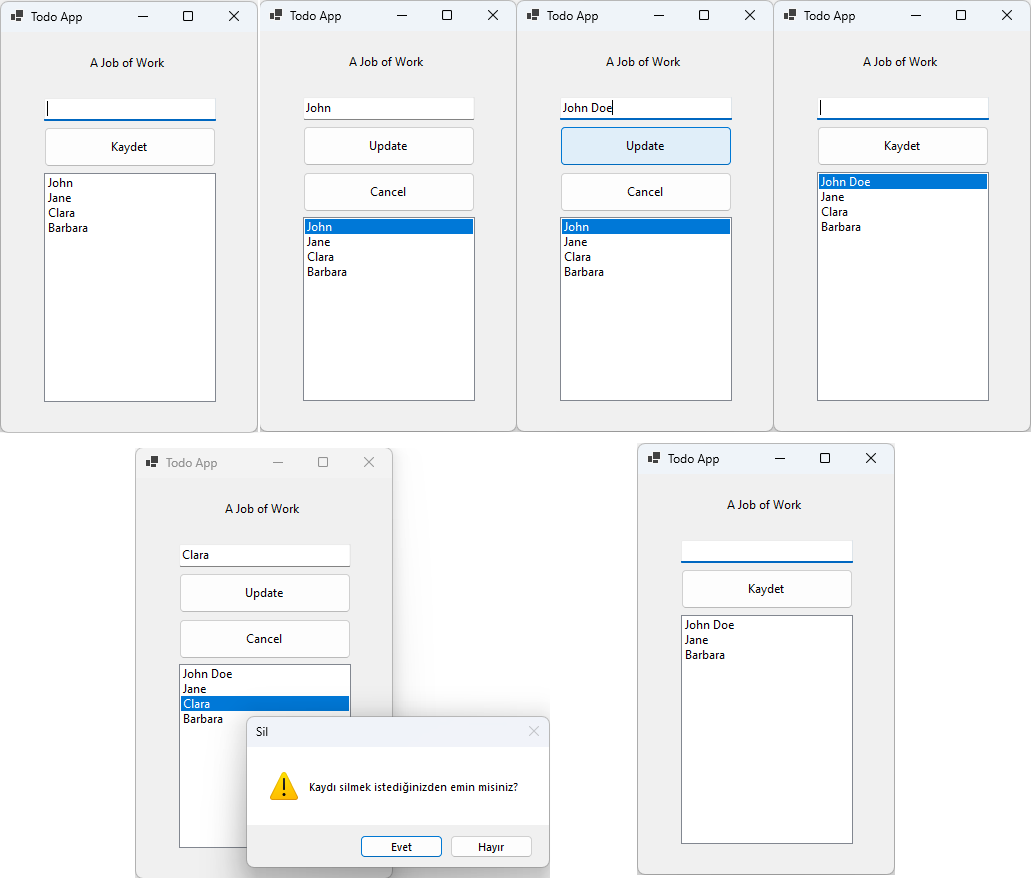 Todo App
A Job of Work
Kaydet
John
Jane
Clara
Barbara
Todo App
A Job of Work
John
Update
Cancel
John
Jane
Clara
Barbara
Todo App
A Job of Work
John Doe
Update
Cancel
John
Jane
Clara
Barbara
Todo App
A Job of Work
Kaydet
John Doe
Jane
Clara
Barbara
Todo App
A Job of Work
Clara
Update
Cancel
John Doe
Jane
Clara
Barbara
Sil
Kaydı silmek istediğinizden emin misiniz?
Evet Hayır
Todo App
A Job of Work
Kaydet
John Doe
Jane
Barbara